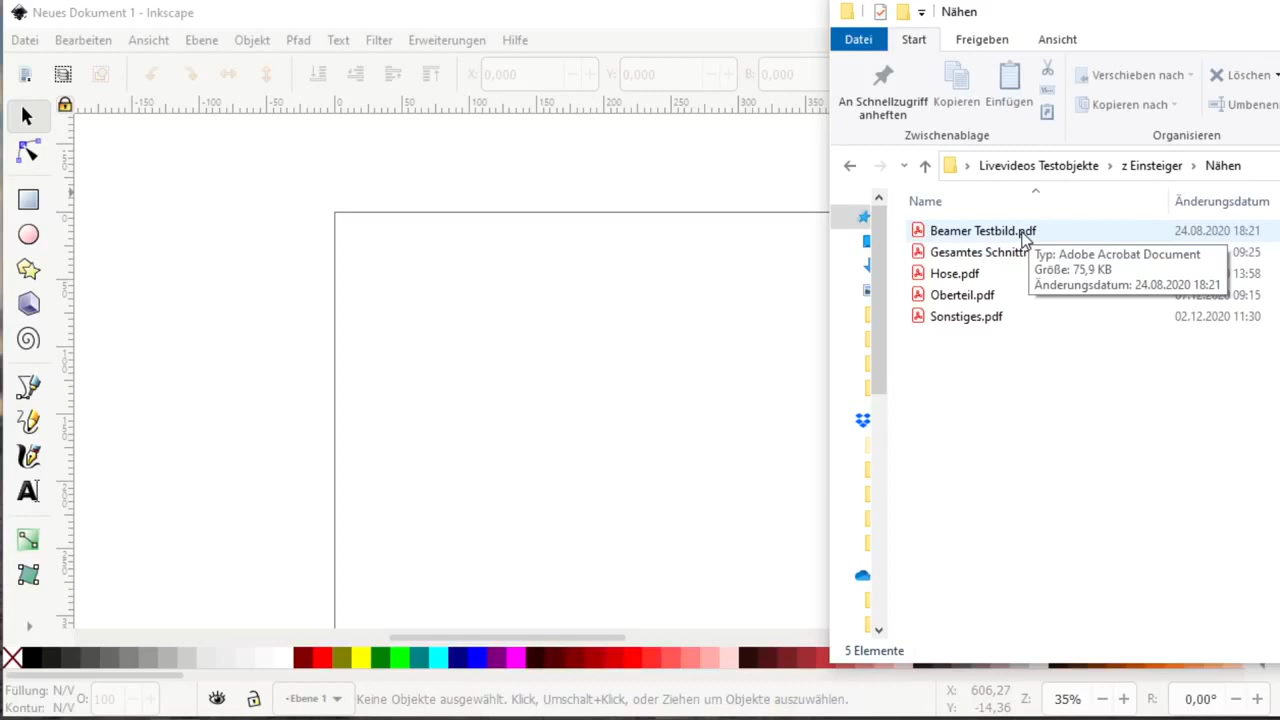 Neues Dokument 1 - Inkscape
Datei Bearbeiten Ansicht Ebene Objekt Pfad Text Filter Erweiterungen Hilfe
X: 0,000 Y: 0,000 B: 0,000
-150 -100 -50 0 50 100 150 200 250 300 350
Nähen
Datei Start Freigeben Ansicht
An Schnellzugriff anheften
Kopieren
Einfügen
Verschieben nach
Kopieren nach
Löschen
Umbenen
Zwischenablage
Organisieren
Livevideos Testobjekte › z Einsteiger › Nähen
Name Änderungsdatum
Beamer Testbild.pdf 24.08.2020 18:21
Gesamtes Schnittm 09:25
Hose.pdf 13:58
Oberteil.pdf 07.12.2020 09:15
Sonstiges.pdf 02.12.2020 11:30
Typ: Adobe Acrobat Document
Größe: 75,9 KB
Änderungsdatum: 24.08.2020 18:21
5 Elemente
Füllung: N/V
Kontur: N/V
O: 100
-Ebene 1
Keine Objekte ausgewählt. Klick, Umschalt+Klick, oder Ziehen um Objekte auszuwählen.
X: 606,27
Y: -14,36
Z: 35%
R: 0,00°